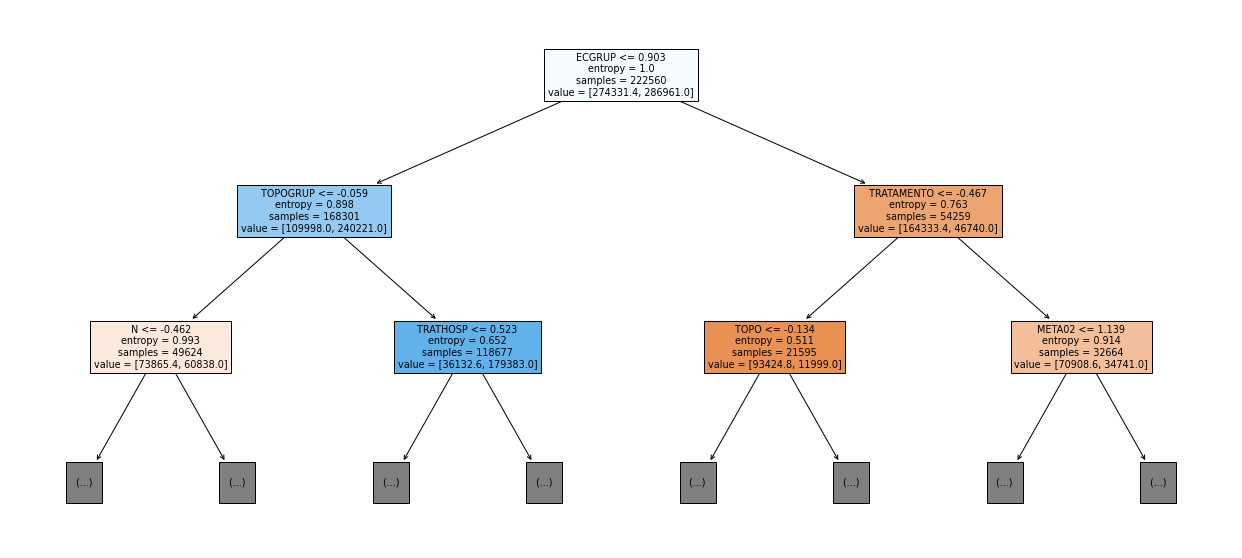 ECGRUP <= 0.903
entropy = 1.0
samples = 222560
value = [274331.4, 286961.0]
TOPOGRUP <= -0.059
entropy = 0.898
samples = 168301
value = [109998.0, 240221.0]
TRATAMENTO <= -0.467
entropy = 0.763
samples = 54259
value = [164333.4, 46740.0]
N <= -0.462
entropy = 0.993
samples = 49624
value = [73865.4, 60838.0]
TRATHOSP <= 0.523
entropy = 0.652
samples = 118677
value = [36132.6, 179383.0]
TOPO <= -0.134
entropy = 0.511
samples = 21595
value = [93424.8, 11999.0]
META02 <= 1.139
entropy = 0.914
samples = 32664
value = [70908.6, 34741.0]
(...)
(...)
(...)
(...)
(...)
(...)
(...)
(...)